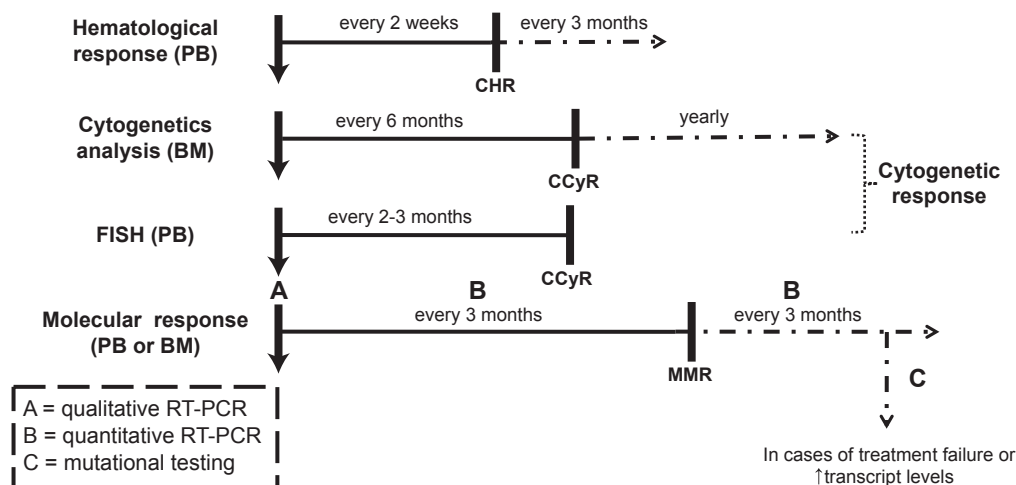 Hematological
response (PB)
every 2 weeks
every 3 months
CHR
Cytogenetics
analysis (BM)
every 6 months
yearly
CCyR
Cytogenetic
response
FISH (PB)
every 2-3 months
CCyR
A
B
B
Molecular response
(PB or BM)
every 3 months
every 3 months
MMR
C
A = qualitative RT-PCR
B = quantitative RT-PCR
C = mutational testing
In cases of treatment failure or
↑transcript levels